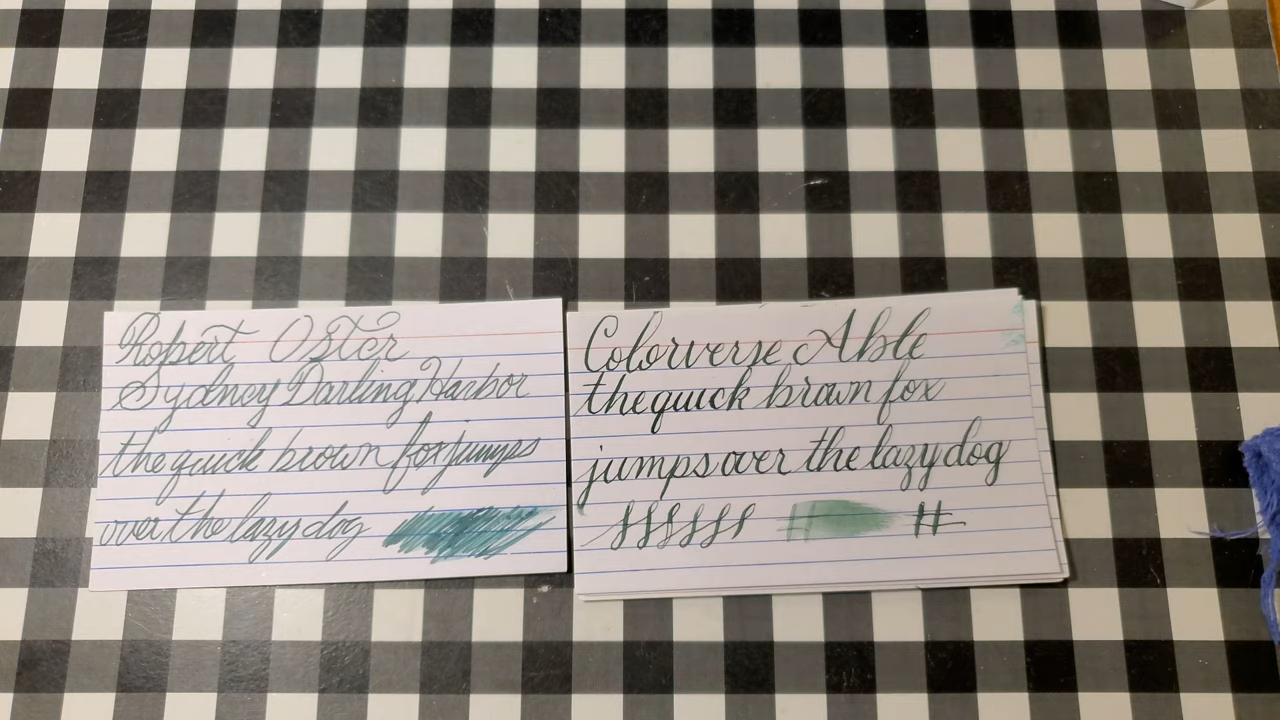 Robert Oster
Sydney Darling Harbor
the quick brown fox jumps
over the lazy dog
Colorverse Able
the quick brown fox
jumps over the lazy dog